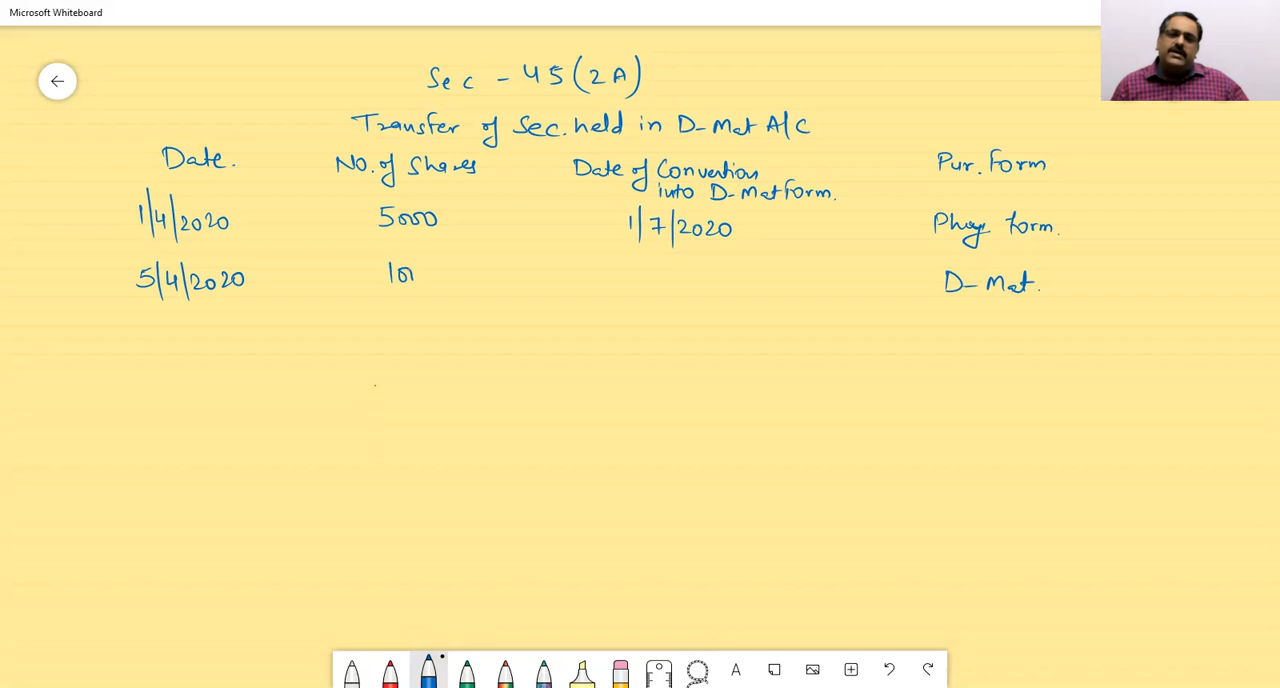 Microsoft Whiteboard
Sec - 45(2A)
Transfer of Sec. held in D-Mat A/C
Date. No. of Shares Date of Convention into D-Mat Form. Pur. Form
1/4/2020 5000 1/7/2020 Phy. form.
5/4/2020 D-Mat.
A